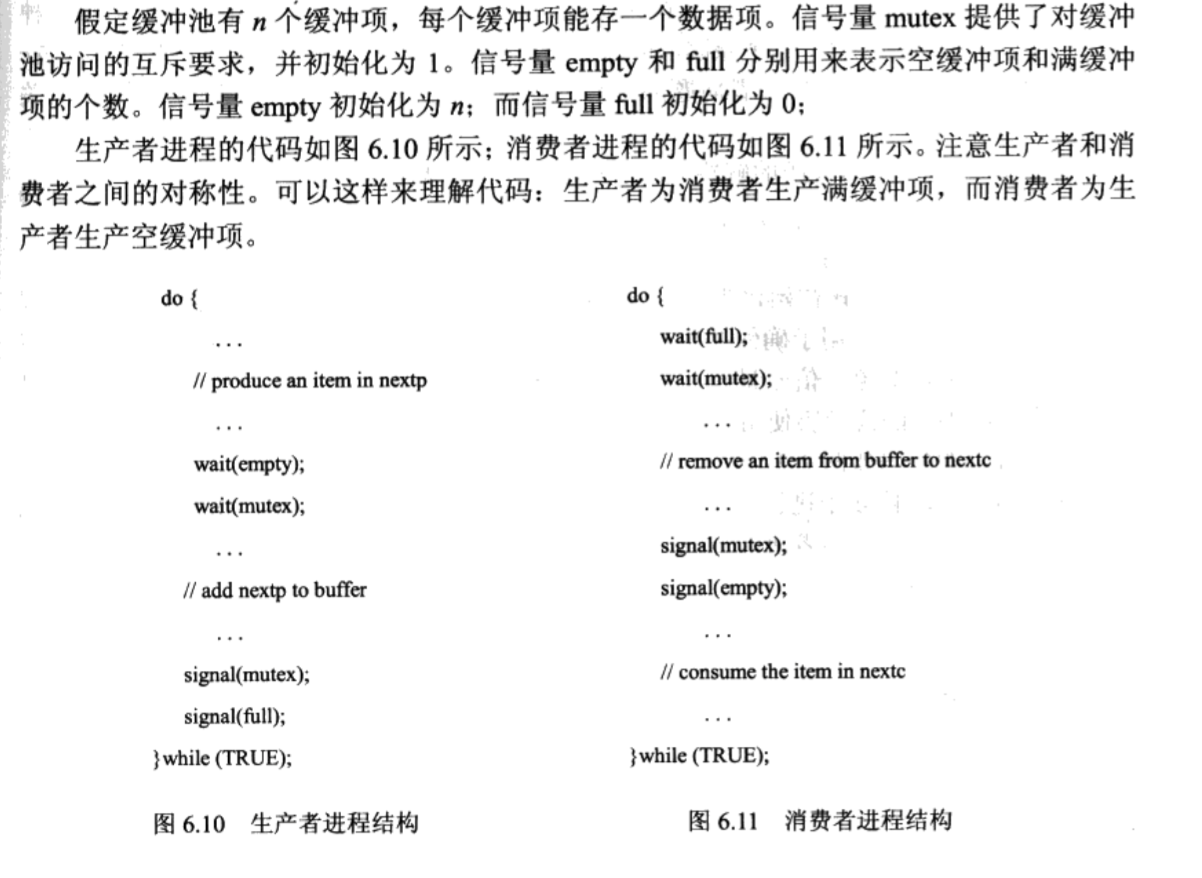 假定缓冲池有 n 个缓冲项，每个缓冲项能存一个数据项。信号量 mutex 提供了对缓冲
池访问的互斥要求，并初始化为 1。信号量 empty 和 full 分别用来表示空缓冲项和满缓冲
项的个数。信号量 empty 初始化为 n；而信号量 full 初始化为 0；
生产者进程的代码如图 6.10 所示；消费者进程的代码如图 6.11 所示。注意生产者和消
费者之间的对称性。可以这样来理解代码：生产者为消费者生产满缓冲项，而消费者为生
产者生产空缓冲项。
do {
...
// produce an item in nextp
...
wait(empty);
wait(mutex);
...
// add nextp to buffer
...
signal(mutex);
signal(full);
}while (TRUE);
图 6.10 生产者进程结构
do {
wait(full);
wait(mutex);
...
// remove an item from buffer to nextc
...
signal(mutex);
signal(empty);
...
// consume the item in nextc
...
}while (TRUE);
图 6.11 消费者进程结构